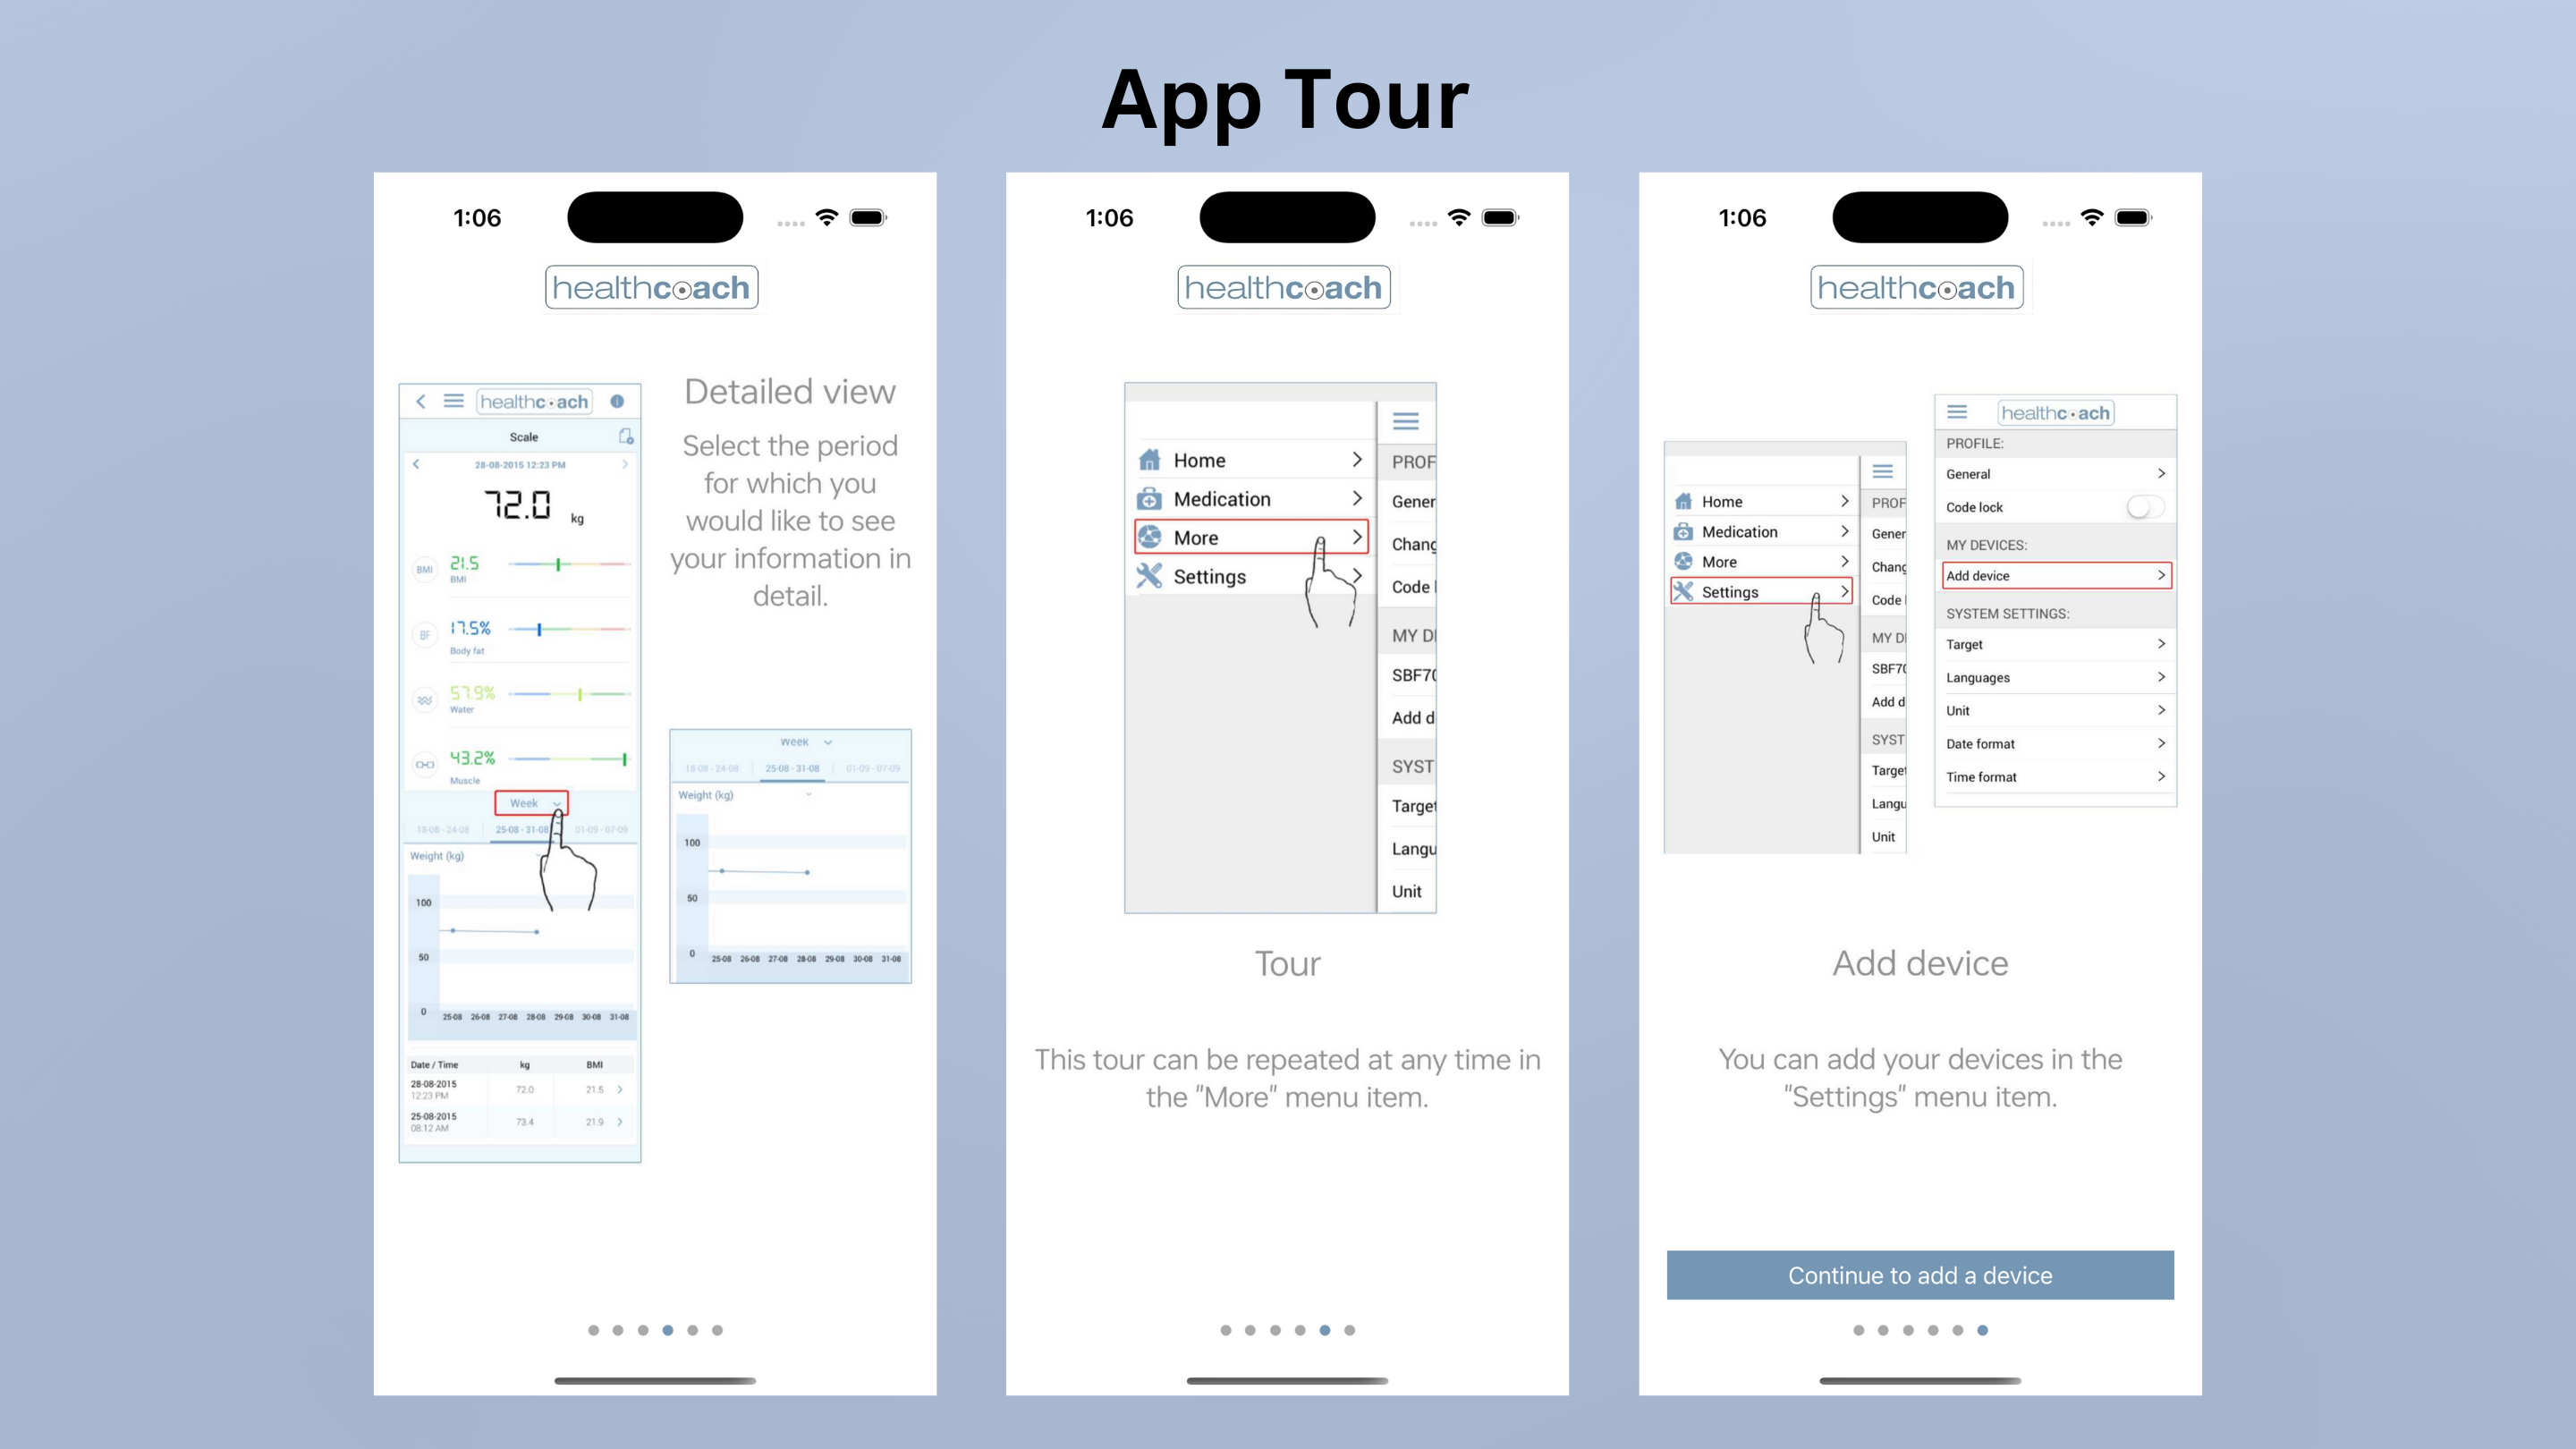 App Tour
1:06
healthcoach
healthcoach
Scale
28-08-2015 12:23 PM
72.0 kg
BMI
21.5
BMI
BF
17.5%
Body fat
57.9%
Water
43.2%
Muscle
Week
18-08 - 24-08
25-08 - 31-08
01-09 - 07-09
Weight (kg)
100
50
0
25-08 26-08 27-08 28-08 29-08 30-08 31-08
Date / Time kg BMI
28-08-2015
12:23 PM
72.0 21.5
25-08-2015
08:12 AM
73.4 21.9
Detailed view
Select the period
for which you
would like to see
your information in
detail.
Week
18-08 - 24-08
25-08 - 31-08
01-09 - 07-09
Weight (kg)
100
50
0
25-08 26-08 27-08 28-08 29-08 30-08 31-08
1:06
healthcoach
Home
Medication
More
Settings
PROF
Gener
Chang
Code
MY D
SBF70
Add d
SYST
Target
Langu
Unit
Tour
This tour can be repeated at any time in
the "More" menu item.
1:06
healthcoach
Home
Medication
More
Settings
PROF
Gener
Chang
Code
MY D
SBF70
Add d
SYST
Target
Langu
Unit
healthcoach
PROFILE:
General
Code lock
MY DEVICES:
Add device
SYSTEM SETTINGS:
Target
Languages
Unit
Date format
Time format
Add device
You can add your devices in the
"Settings" menu item.
Continue to add a device